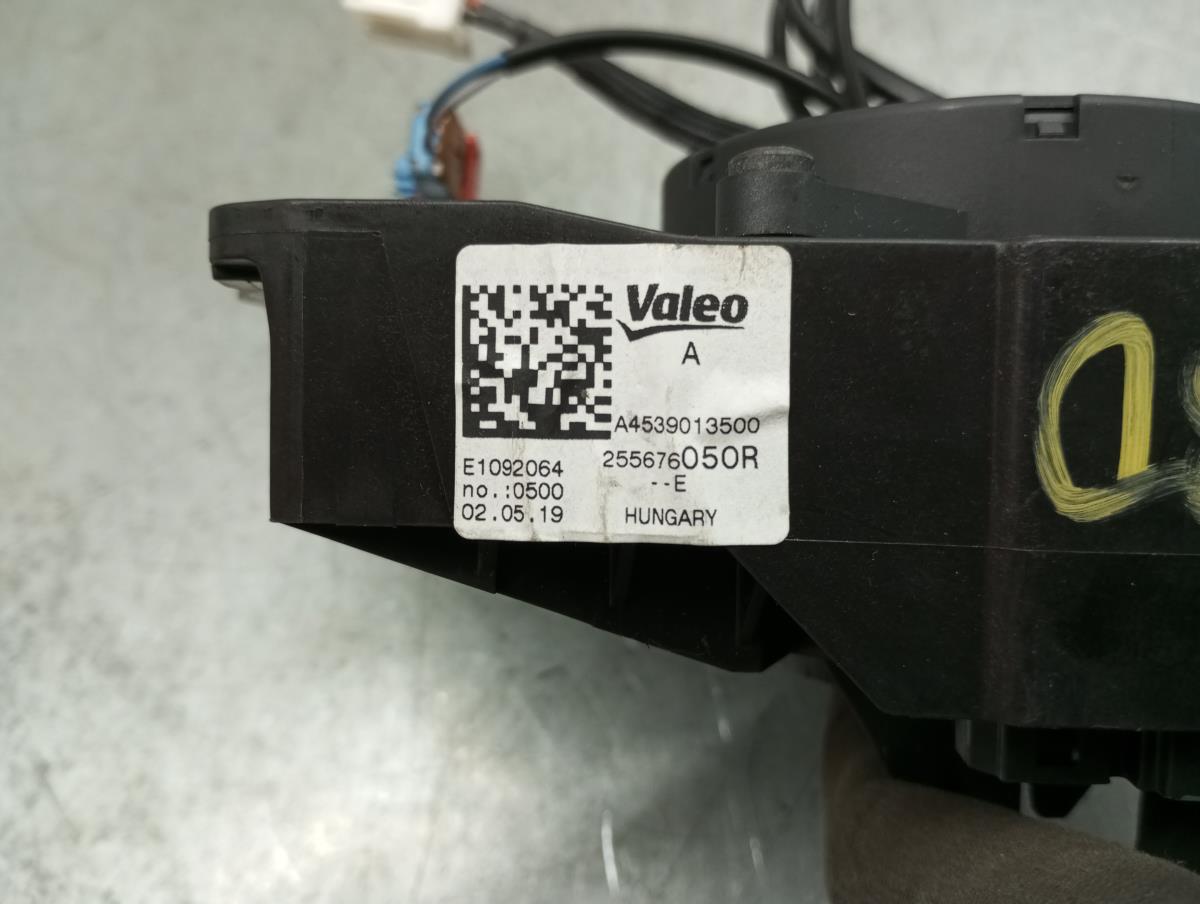 Valeo
A
A4539013500
255676050R
--E
E1092064
no.:0500
02.05.19
HUNGARY